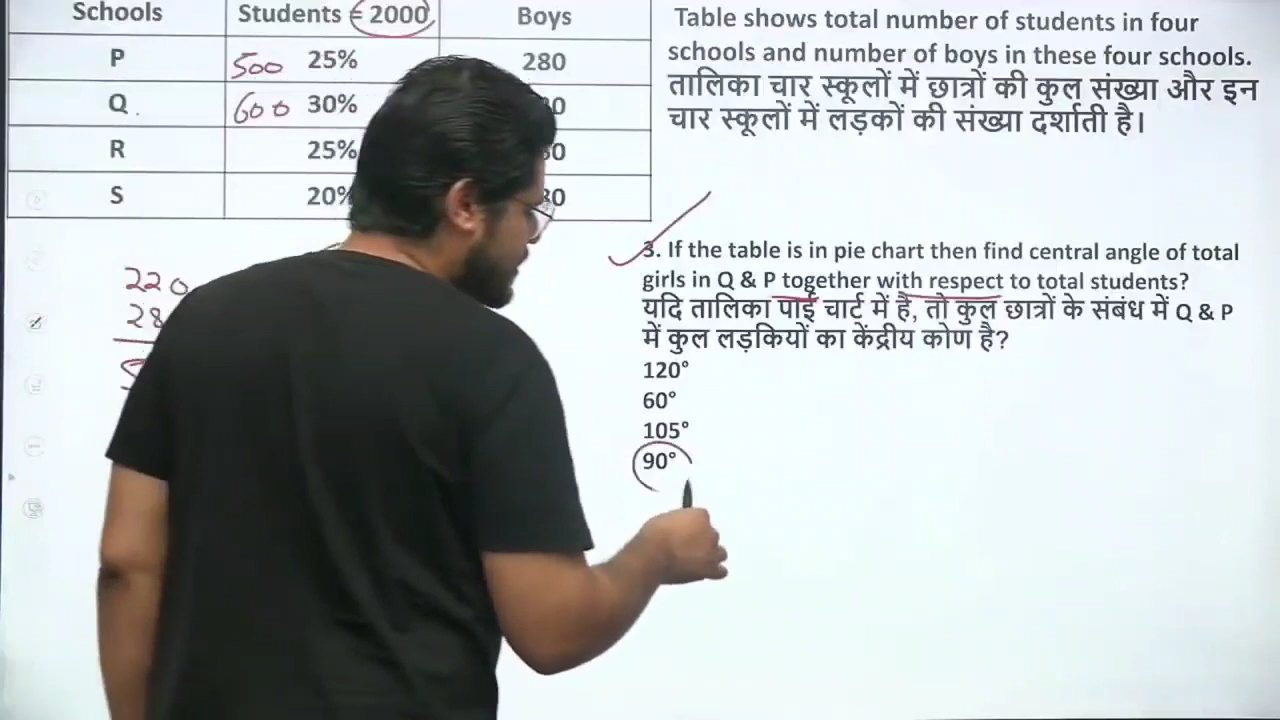 Schools Students = 2000 Boys
P 500 25% 280
Q 600 30%
R 25%
S 20%
Table shows total number of students in four
schools and number of boys in these four schools.
तालिका चार स्कूलों में छात्रों की कुल संख्या और इन
चार स्कूलों में लड़कों की संख्या दर्शाती है।
3. If the table is in pie chart then find central angle of total
girls in Q & P together with respect to total students?
यदि तालिका पाई चार्ट में है, तो कुल छात्रों के संबंध में Q & P
में कुल लड़कियों का केंद्रीय कोण है?
120°
60°
105°
90°
220
28